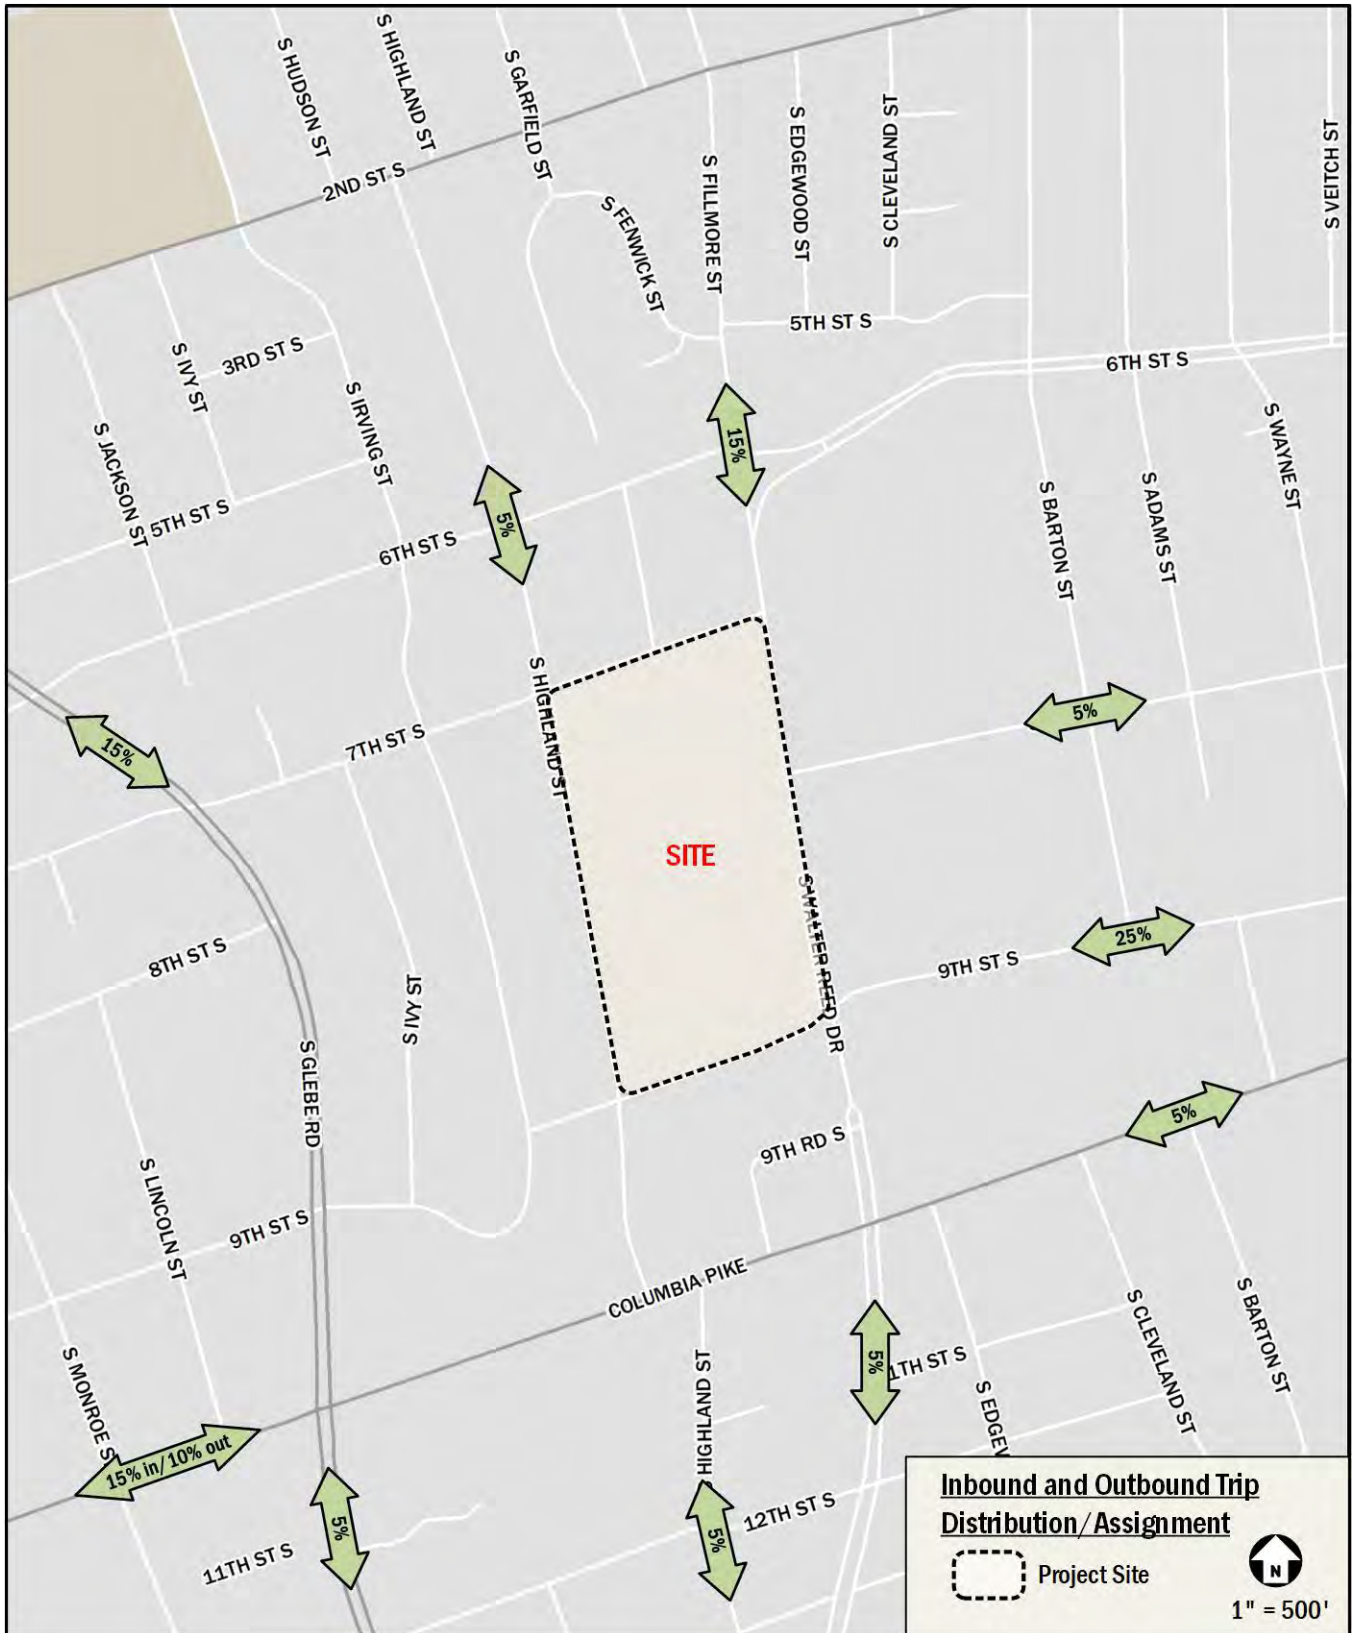 S HUDSON ST
S HIGHLAND ST
S GARFIELD ST
2ND ST S
S FENWICK ST
S FILLMORE ST
S EDGEWOOD ST
S CLEVELAND ST
S VEITCH ST
5TH ST S
6TH ST S
3RD ST S
S IVY ST
S IRVING ST
S JACKSON ST
5TH ST S
6TH ST S
15%
5%
S BARTON ST
S ADAMS ST
S WAYNE ST
S HIGHLAND ST
7TH ST S
15%
5%
SITE
S WALTER REED DR
25%
9TH ST S
8TH ST S
S IVY ST
S GLEBE RD
5%
9TH RD S
S LINCOLN ST
9TH ST S
COLUMBIA PIKE
S CLEVELAND ST
S BARTON ST
5%
1TH ST S
S EDGEV
S MONROE S
15% in/ 10% out
S HIGHLAND ST
5%
5%
12TH ST S
11TH ST S
Inbound and Outbound Trip
Distribution/Assignment
Project Site
N
1" = 500'